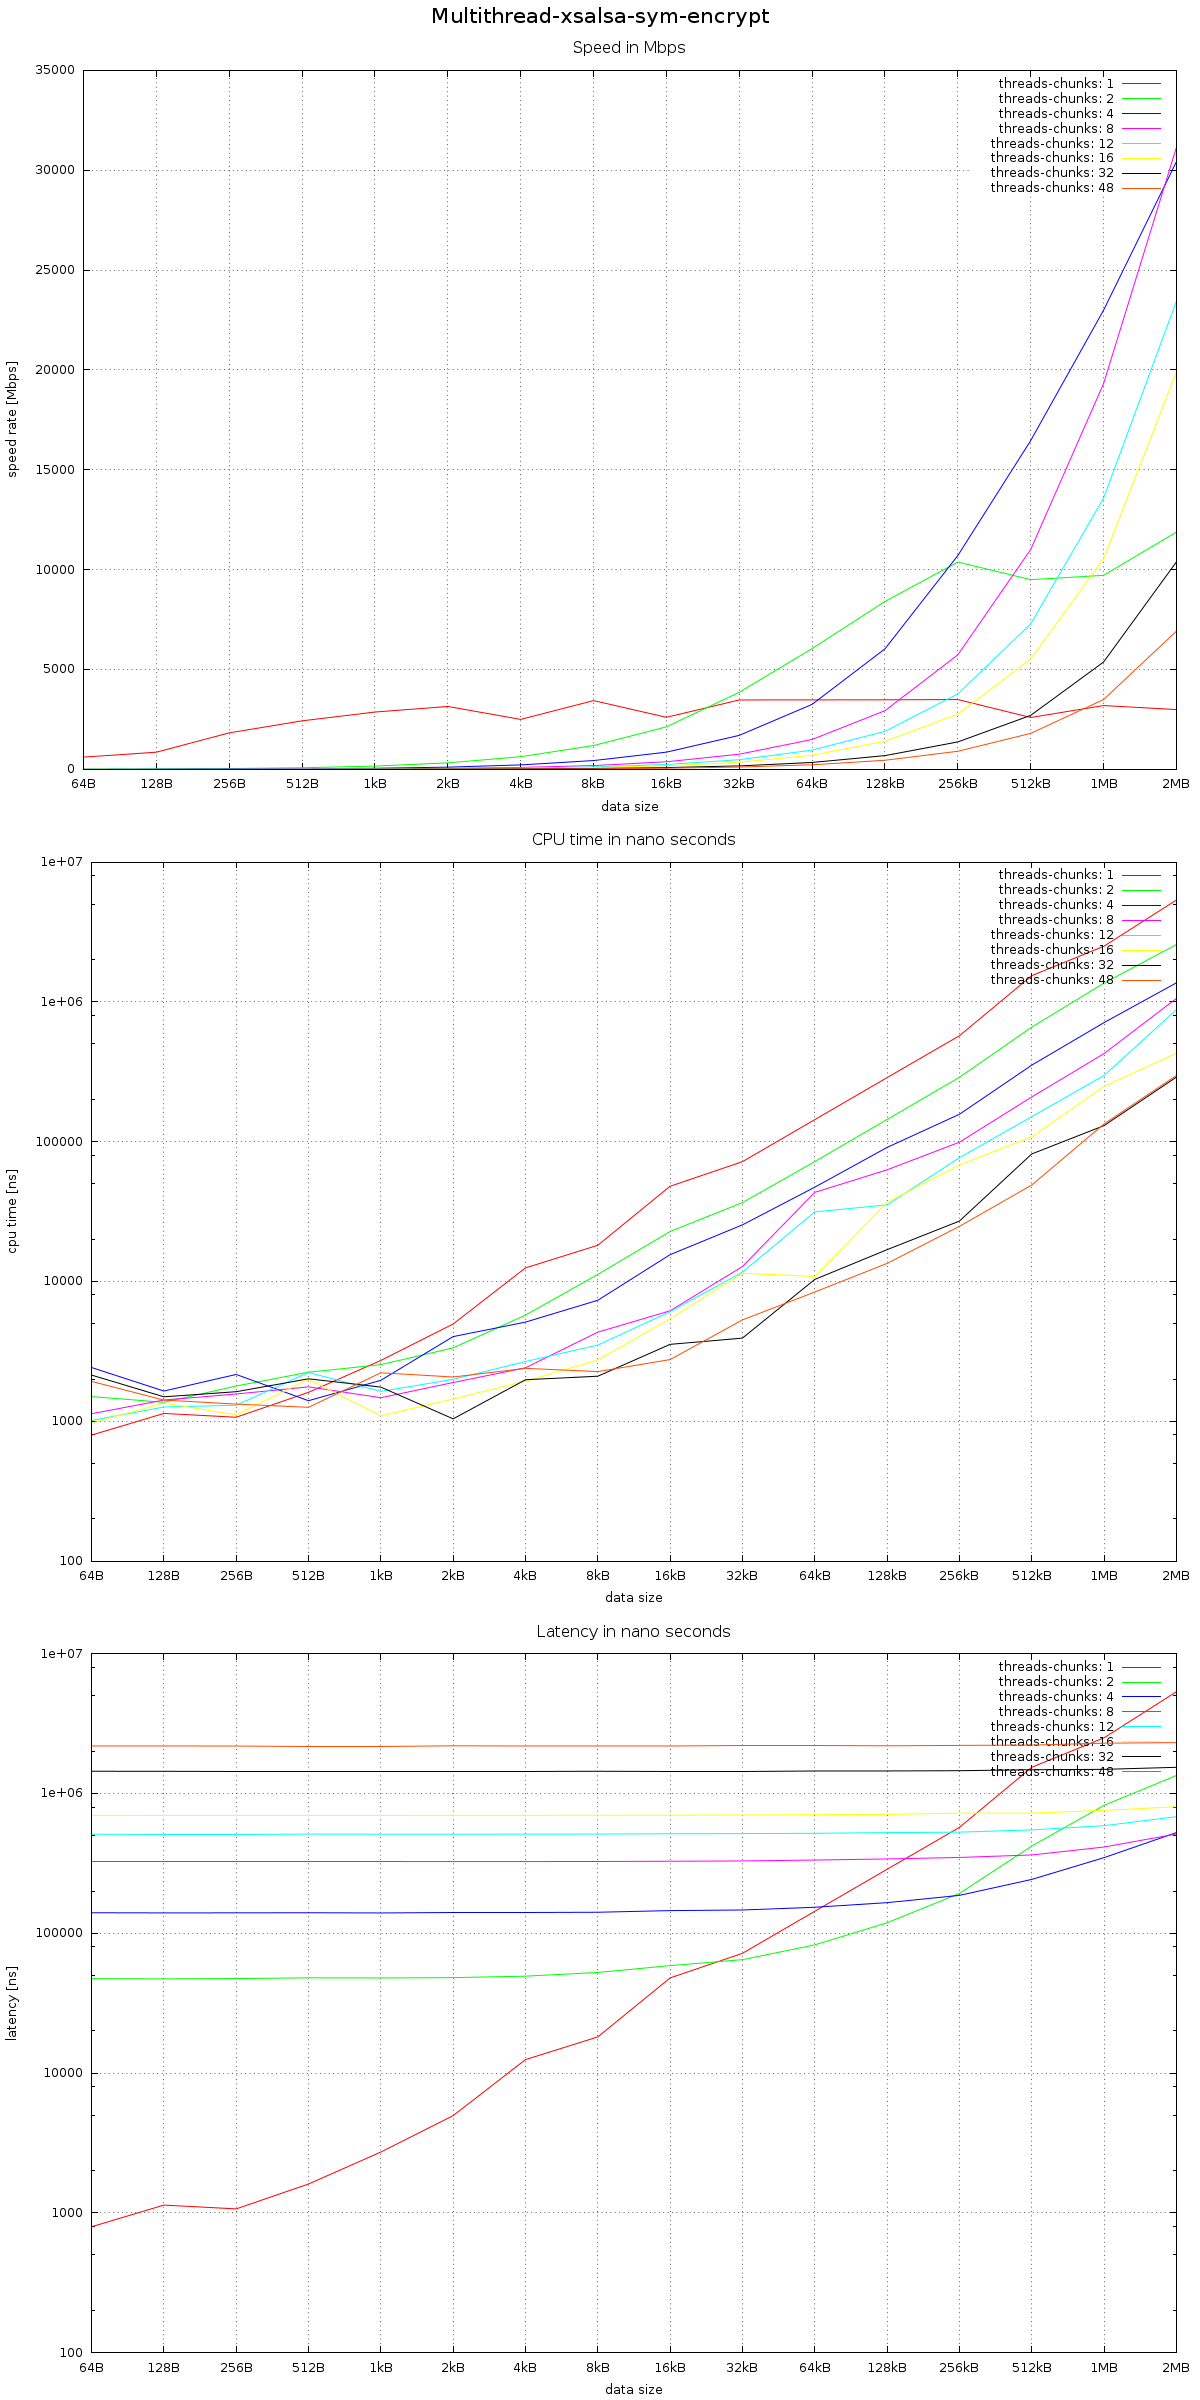 Multithread-xsalsa-sym-encrypt
Speed in Mbps
35000
30000
25000
20000
15000
10000
5000
0
speed rate [Mbps]
threads-chunks: 1
threads-chunks: 2
threads-chunks: 4
threads-chunks: 8
threads-chunks: 12
threads-chunks: 16
threads-chunks: 32
threads-chunks: 48
64B 128B 256B 512B 1kB 2kB 4kB 8kB 16kB 32kB 64kB 128kB 256kB 512kB 1MB 2MB
data size
CPU time in nano seconds
1e+07
1e+06
100000
10000
1000
100
cpu time [ns]
threads-chunks: 1
threads-chunks: 2
threads-chunks: 4
threads-chunks: 8
threads-chunks: 12
threads-chunks: 16
threads-chunks: 32
threads-chunks: 48
64B 128B 256B 512B 1kB 2kB 4kB 8kB 16kB 32kB 64kB 128kB 256kB 512kB 1MB 2MB
data size
Latency in nano seconds
1e+07
1e+06
100000
10000
1000
100
latency [ns]
threads-chunks: 1
threads-chunks: 2
threads-chunks: 4
threads-chunks: 8
threads-chunks: 12
threads-chunks: 16
threads-chunks: 32
threads-chunks: 48
64B 128B 256B 512B 1kB 2kB 4kB 8kB 16kB 32kB 64kB 128kB 256kB 512kB 1MB 2MB
data size